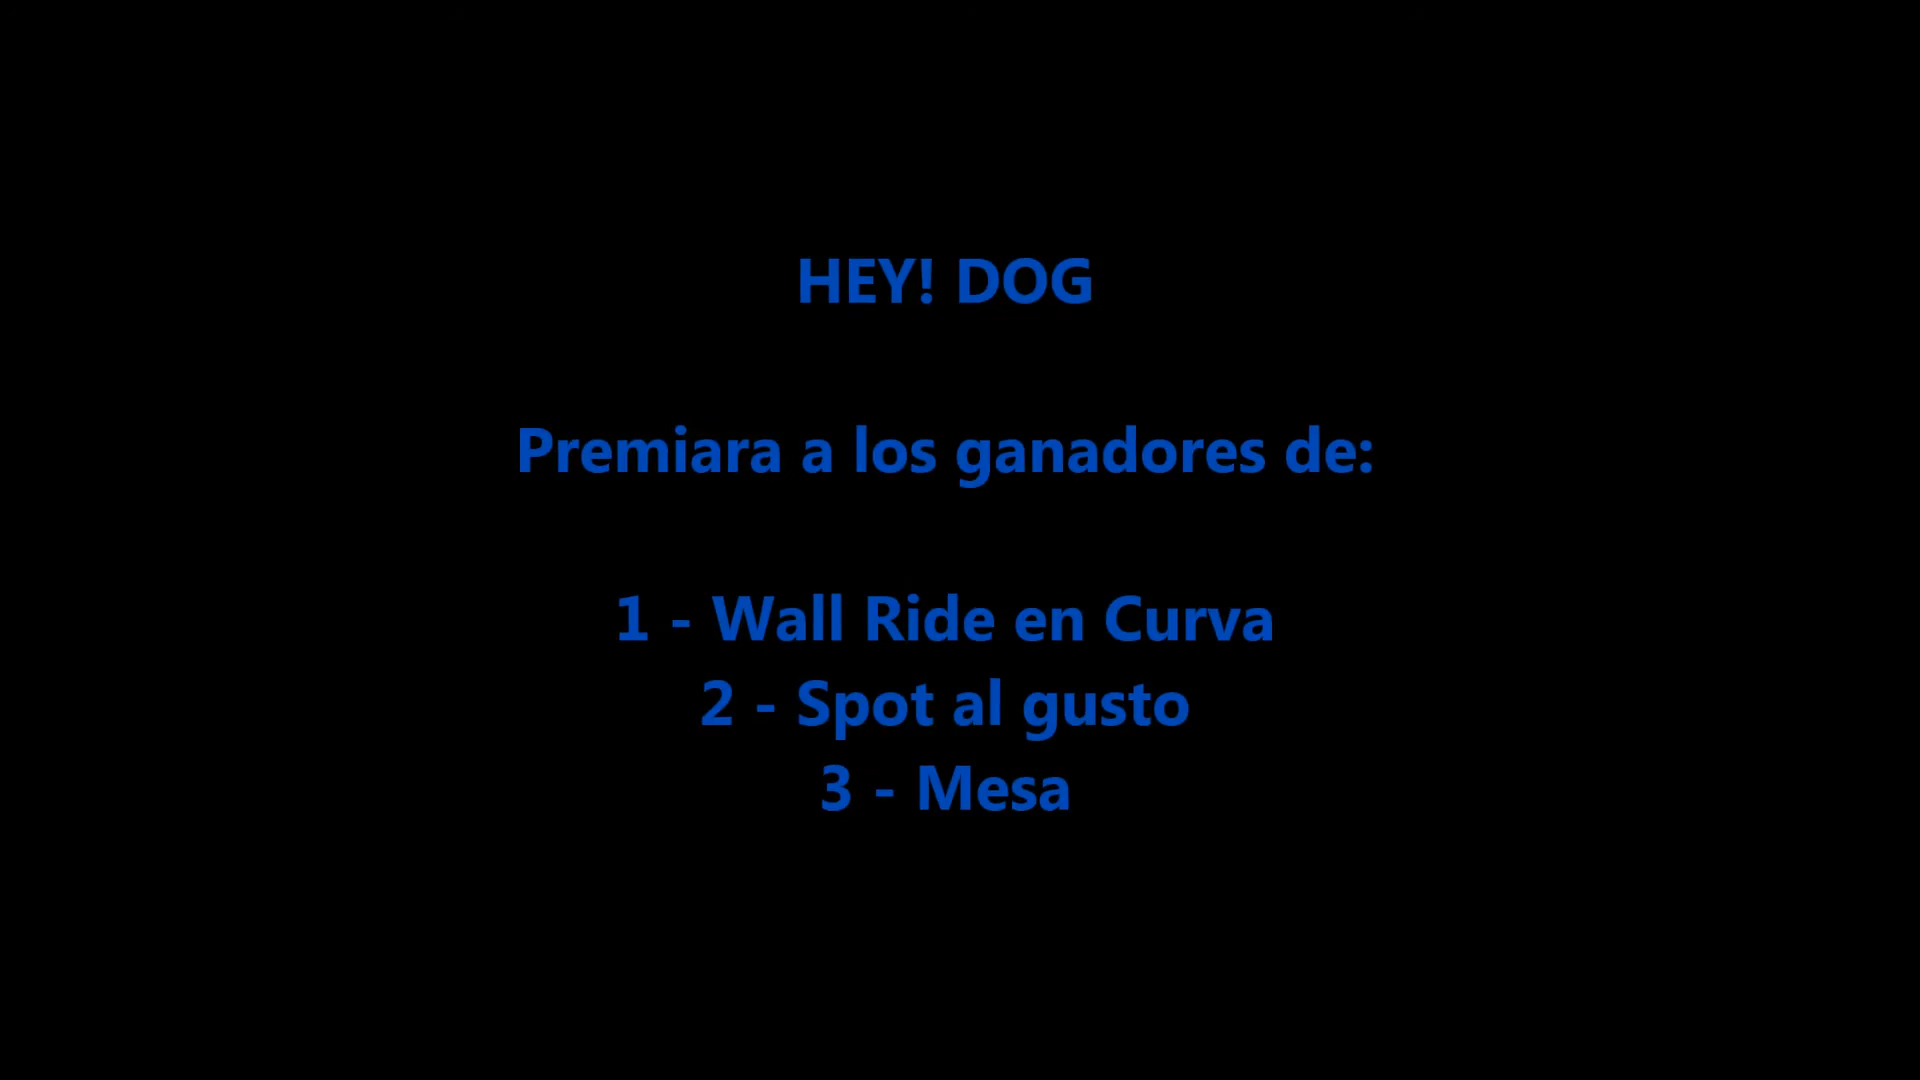 HEY! DOG
Premiara a los ganadores de:
1 - Wall Ride en Curva
2 - Spot al gusto
3 - Mesa